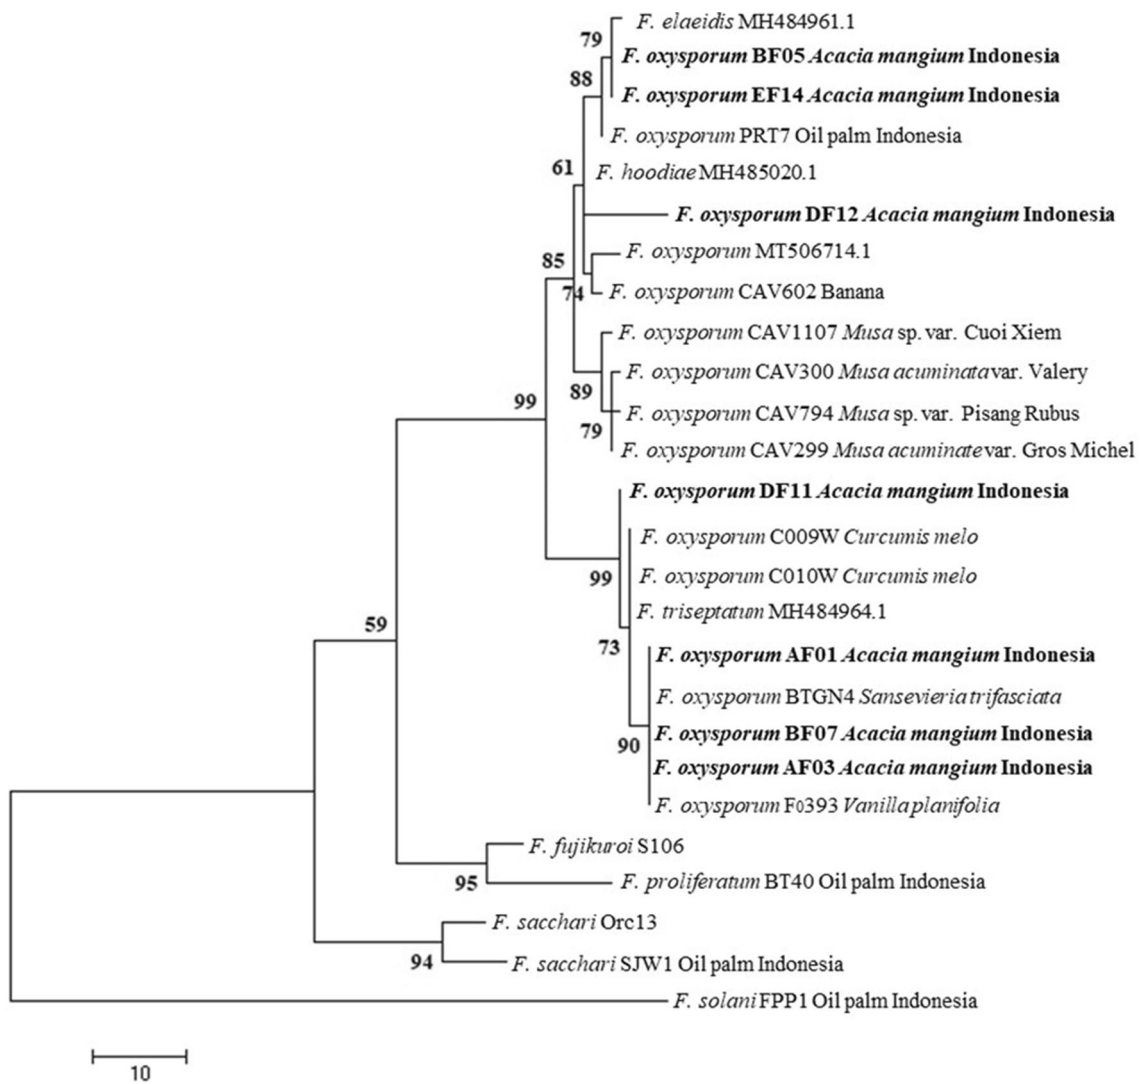 F. elaeidis MH484961.1
79
F. oxysporum BF05 Acacia mangium Indonesia
88
F. oxysporum EF14 Acacia mangium Indonesia
F. oxysporum PRT7 Oil palm Indonesia
61
F. hoodiae MH485020.1
F. oxysporum DF12 Acacia mangium Indonesia
F. oxysporum MT506714.1
85
74
F. oxysporum CAV602 Banana
F. oxysporum CAV1107 Musa sp. var. Cuoi Xiem
F. oxysporum CAV300 Musa acuminata var. Valery
89
99
F. oxysporum CAV794 Musa sp. var. Pisang Rubus
79
F. oxysporum CAV299 Musa acuminate var. Gros Michel
F. oxysporum DF11 Acacia mangium Indonesia
F. oxysporum C009W Curcumis melo
99
F. oxysporum C010W Curcumis melo
F. triseptatum MH484964.1
59
73
F. oxysporum AF01 Acacia mangium Indonesia
F. oxysporum BTGN4 Sansevieria trifasciata
F. oxysporum BF07 Acacia mangium Indonesia
90
F. oxysporum AF03 Acacia mangium Indonesia
F. oxysporum F0393 Vanilla planifolia
F. fujikuroi S106
95
F. proliferatum BT40 Oil palm Indonesia
F. sacchari Orc13
94
F. sacchari SJW1 Oil palm Indonesia
F. solani FPP1 Oil palm Indonesia
10